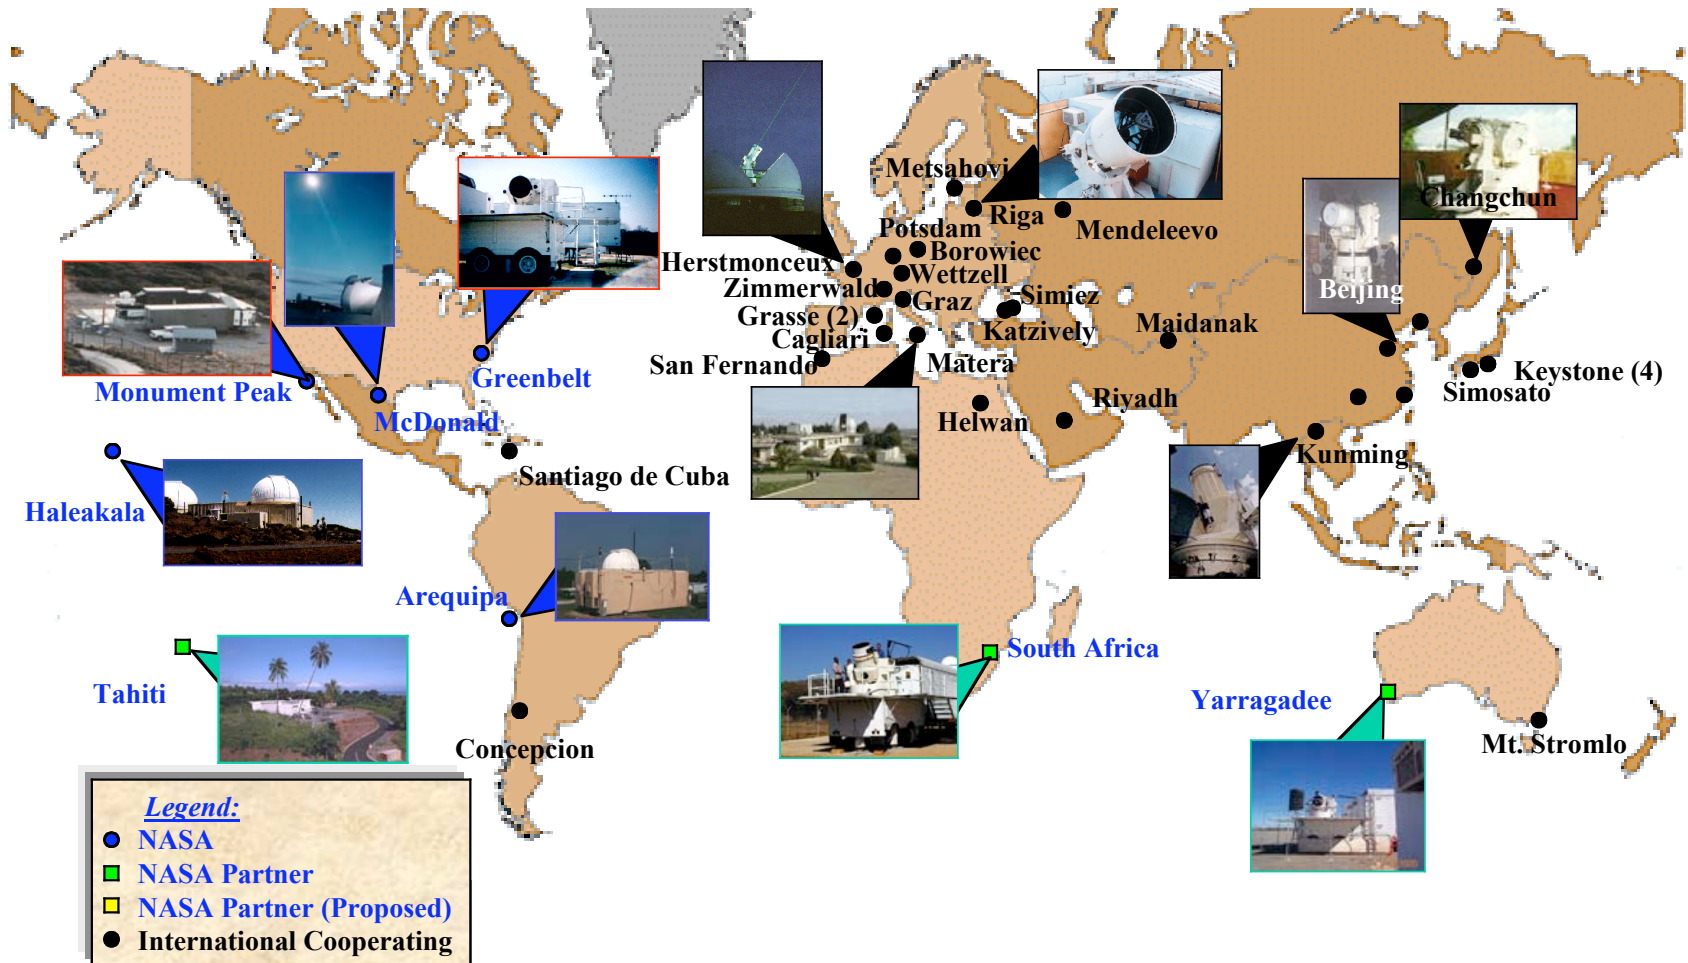 Metsahovi
Changchun
Riga
Mendeleevo
Potsdam
Borowiec
Herstmonceux
Wettzell
Beijing
Zimmerwald
Graz
Simiez
Grasse (2)
Katzively
Maidanak
Cagliari
San Fernando
Matera
Greenbelt
Keystone (4)
Monument Peak
Simosato
McDonald
Helwan
Riyadh
Kunming
Santiago de Cuba
Haleakala
Arequipa
South Africa
Tahiti
Yarragadee
Mt. Stromlo
Concepcion
Legend:
NASA
NASA Partner
NASA Partner (Proposed)
International Cooperating